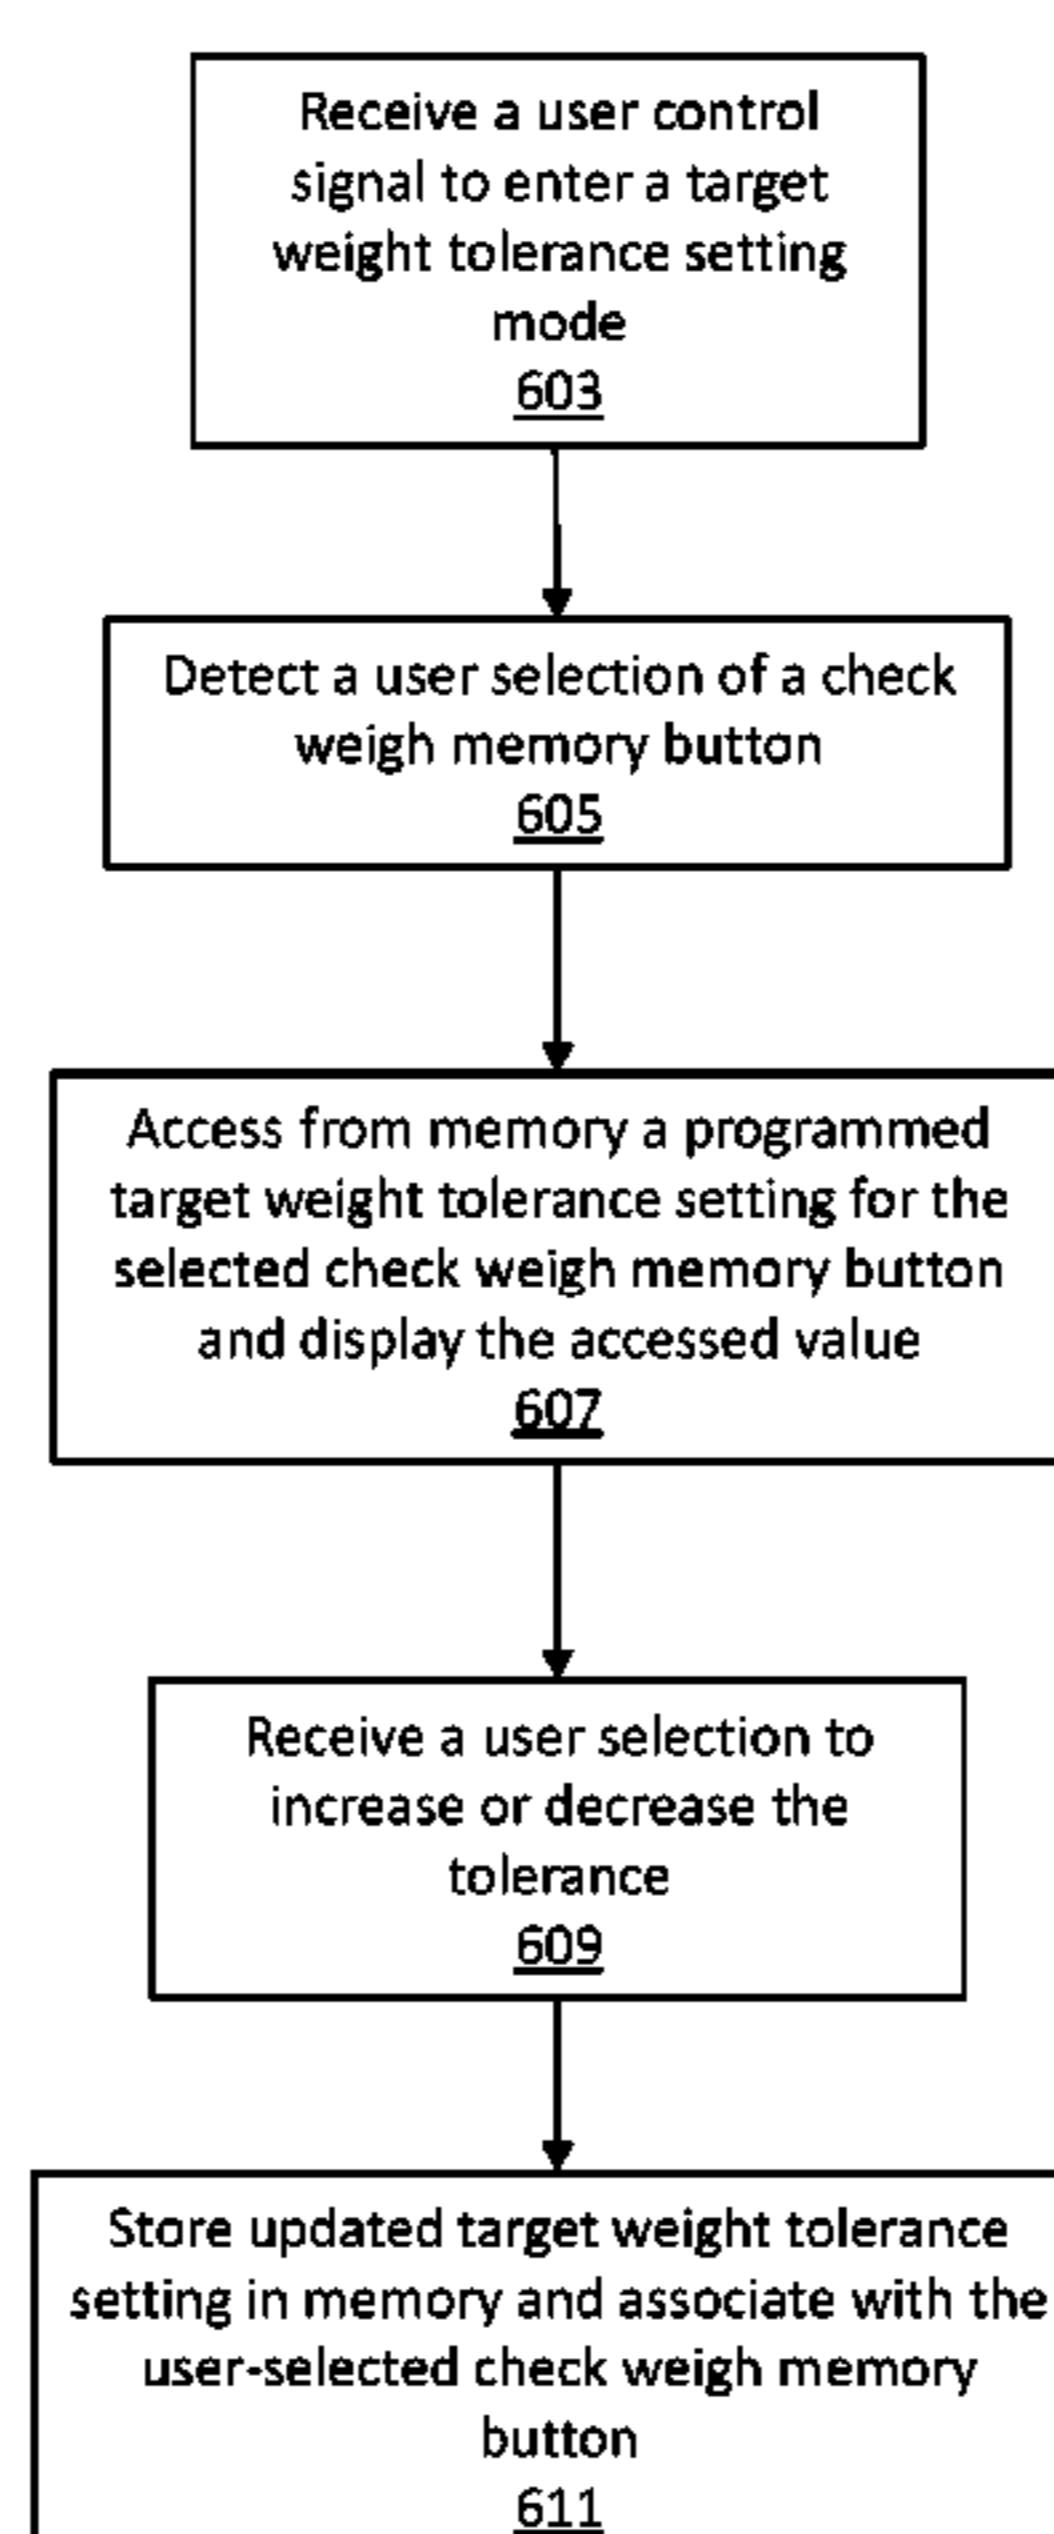 Receive a user control
signal to enter a target
weight tolerance setting
mode
603
Detect a user selection of a check
weigh memory button
605
Access from memory a programmed
target weight tolerance setting for the
selected check weigh memory button
and display the accessed value
607
Receive a user selection to
increase or decrease the
tolerance
609
Store updated target weight tolerance
setting in memory and associate with the
user-selected check weigh memory
button
611